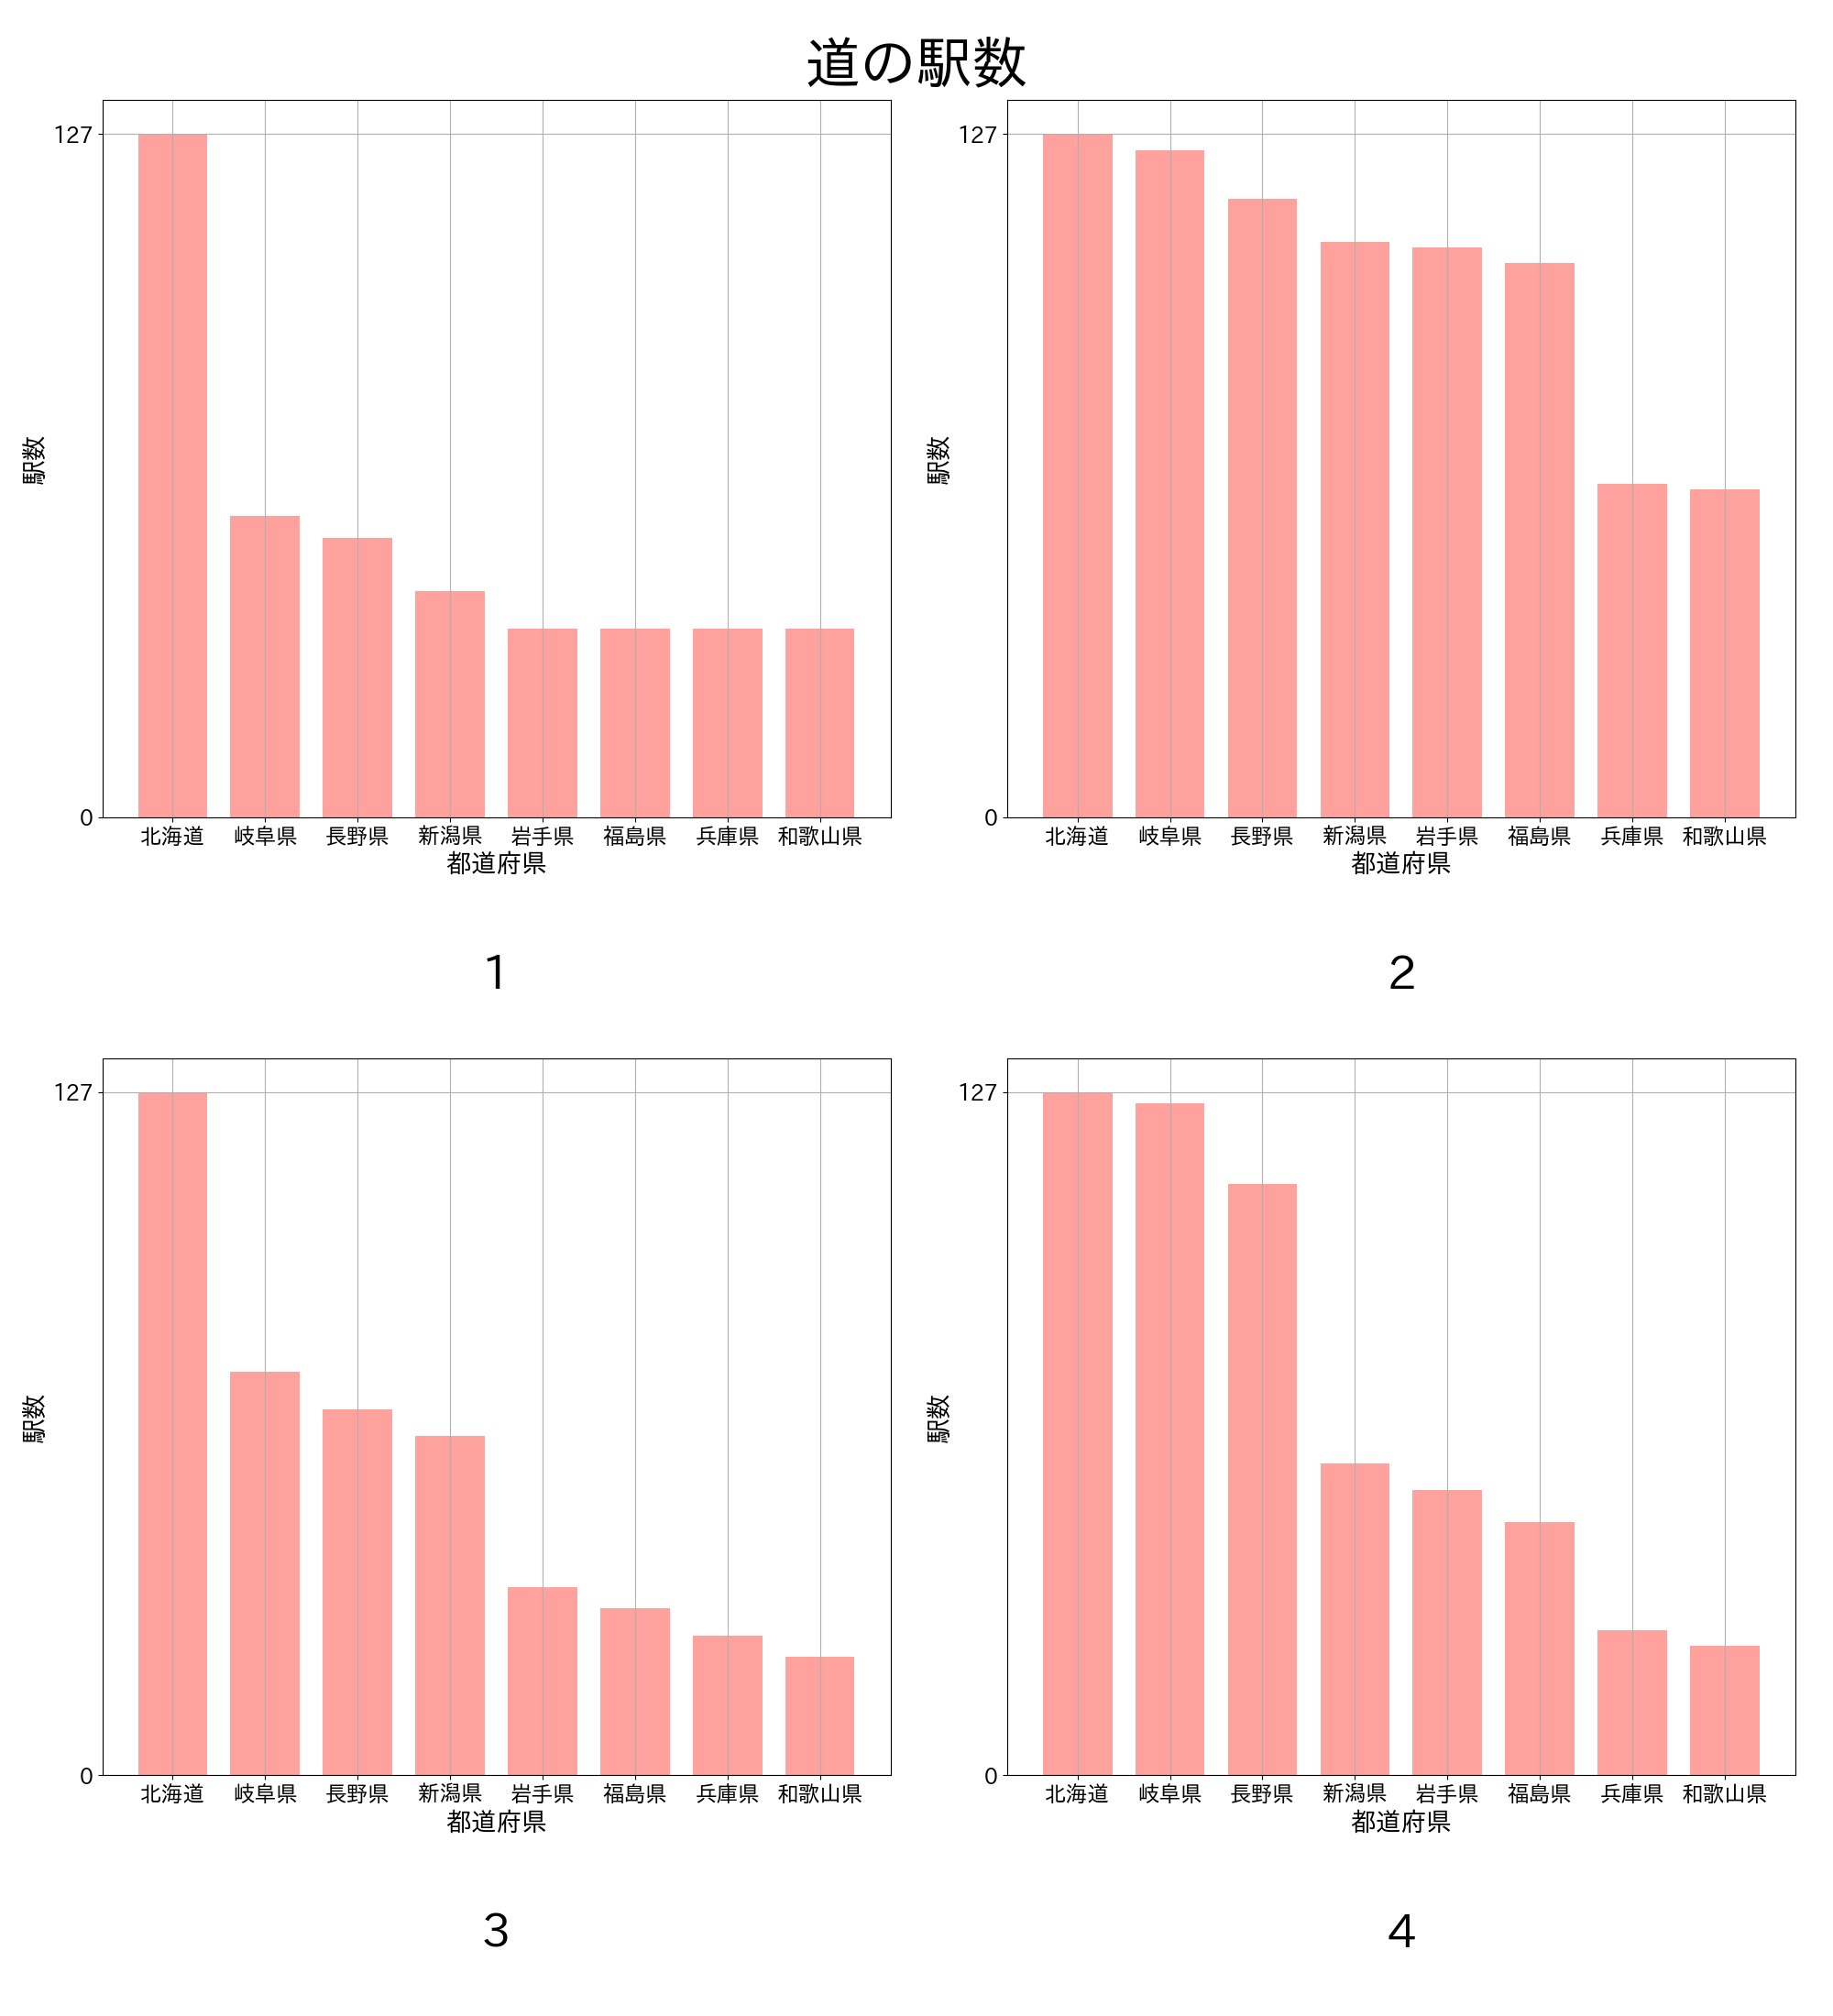 道の駅数
127
駅数
0
北海道 岐阜県 長野県 新潟県 岩手県 福島県 兵庫県 和歌山県
都道府県
1
127
駅数
0
北海道 岐阜県 長野県 新潟県 岩手県 福島県 兵庫県 和歌山県
都道府県
2
127
駅数
0
北海道 岐阜県 長野県 新潟県 岩手県 福島県 兵庫県 和歌山県
都道府県
3
127
駅数
0
北海道 岐阜県 長野県 新潟県 岩手県 福島県 兵庫県 和歌山県
都道府県
4